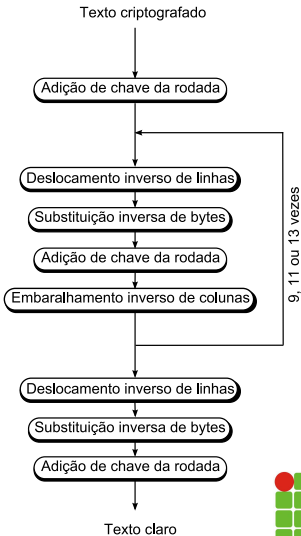 Texto criptografado
Adição de chave da rodada
Deslocamento inverso de linhas
Substituição inversa de bytes
Adição de chave da rodada
Embaralhamento inverso de colunas
9, 11 ou 13 vezes
Deslocamento inverso de linhas
Substituição inversa de bytes
Adição de chave da rodada
Texto claro